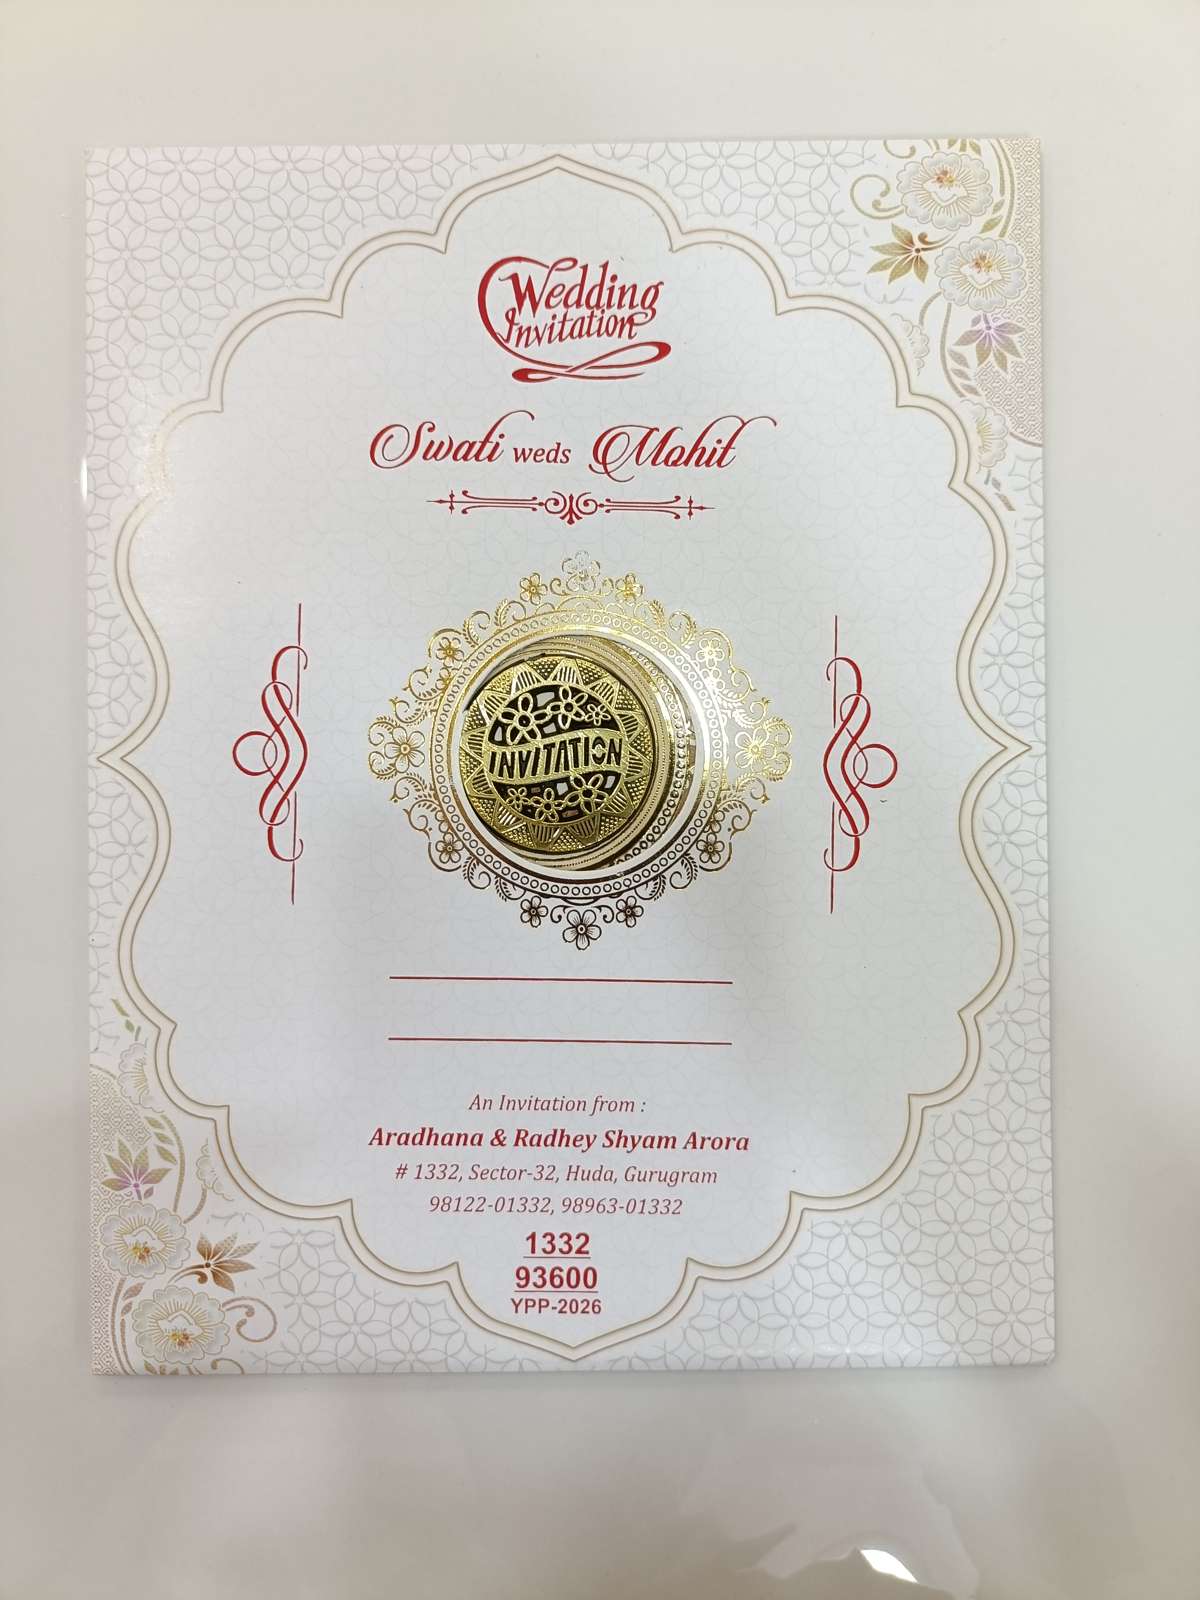 Wedding
Invitation
Swati weds Mohit
INVITATION
An Invitation from :
Aradhana & Radhey Shyam Arora
# 1332, Sector-32, Huda, Gurugram
98122-01332, 98963-01332
1332
93600
YPP-2026